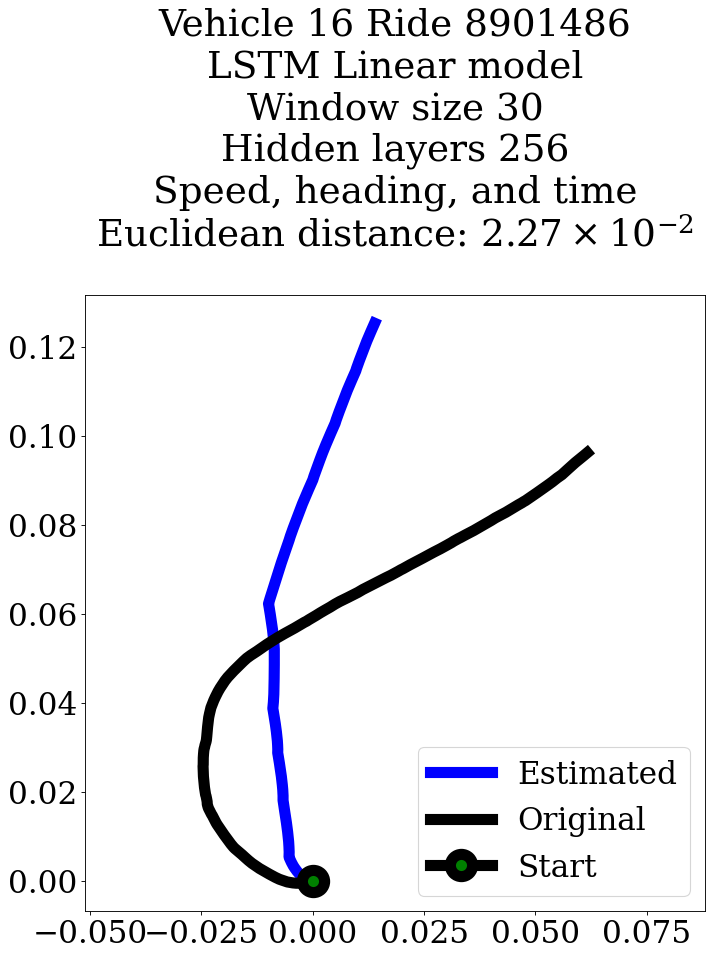 Vehicle 16 Ride 8901486
LSTM Linear model
Window size 30
Hidden layers 256
Speed, heading, and time
Euclidean distance: 2.27 × 10⁻²
0.12
0.10
0.08
0.06
0.04
0.02
0.00
Estimated
Original
Start
−0.050 −0.025 0.000 0.025 0.050 0.075